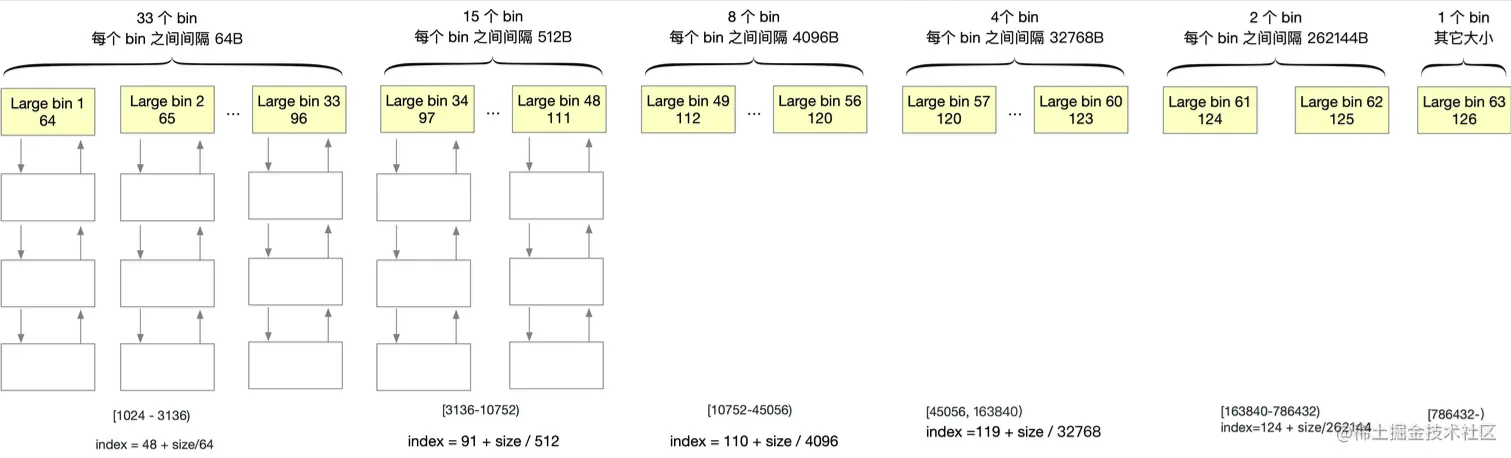 33 个 bin
每个 bin 之间间隔 64B
15 个 bin
每个 bin 之间间隔 512B
8 个 bin
每个 bin 之间间隔 4096B
4个 bin
每个 bin 之间间隔 32768B
2 个 bin
每个 bin 之间间隔 262144B
1 个 bin
其它大小
Large bin 1
64
Large bin 2
65
...
Large bin 33
96
Large bin 34
97
...
Large bin 48
111
Large bin 49
112
...
Large bin 56
120
Large bin 57
120
...
Large bin 60
123
Large bin 61
124
Large bin 62
125
Large bin 63
126
[1024 - 3136)
index = 48 + size/64
[3136-10752)
index = 91 + size / 512
[10752-45056)
index = 110 + size / 4096
[45056, 163840)
index =119 + size / 32768
[163840-786432)
index=124 + size/262144
[786432-)
@稀土掘金技术社区